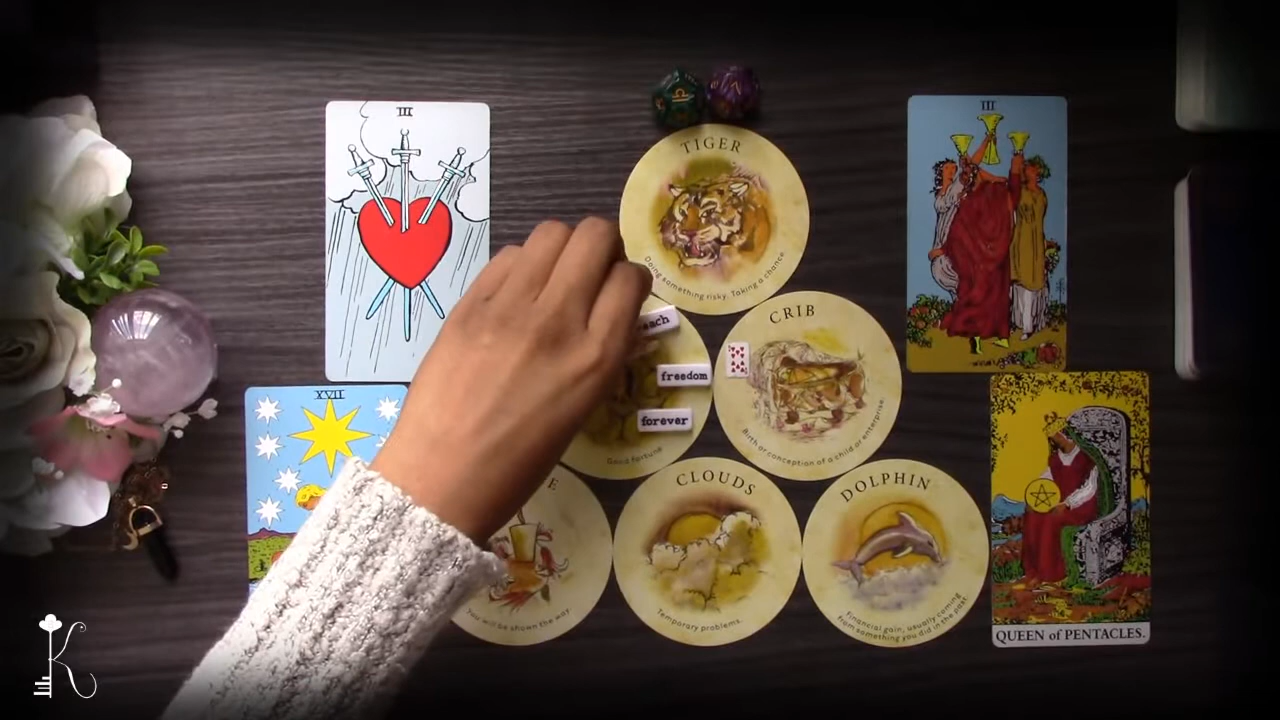 III
TIGER
Doing something risky. Taking a chance.
III
CRIB
Birth or conception of a child or enterprise.
freedom
forever
Good fortune
XVII
CLOUDS
Temporary problems.
DOLPHIN
Financial gain, usually coming
from something you did in the past.
You will be shown the way.
QUEEN of PENTACLES.
K